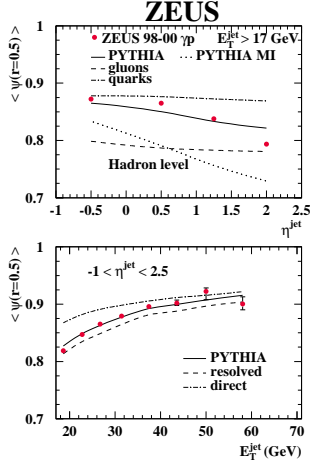 ZEUS
ZEUS 98-00 γp E_T^jet > 17 GeV
PYTHIA PYTHIA MI
gluons
quarks
Hadron level
< ψ(r=0.5) >
1
0.9
0.8
0.7
-1 -0.5 0 0.5 1 1.5 2 2.5
η^jet
-1 < η^jet < 2.5
< ψ(r=0.5) >
1
0.9
0.8
0.7
PYTHIA
resolved
direct
20 30 40 50 60 70
E_T^jet (GeV)